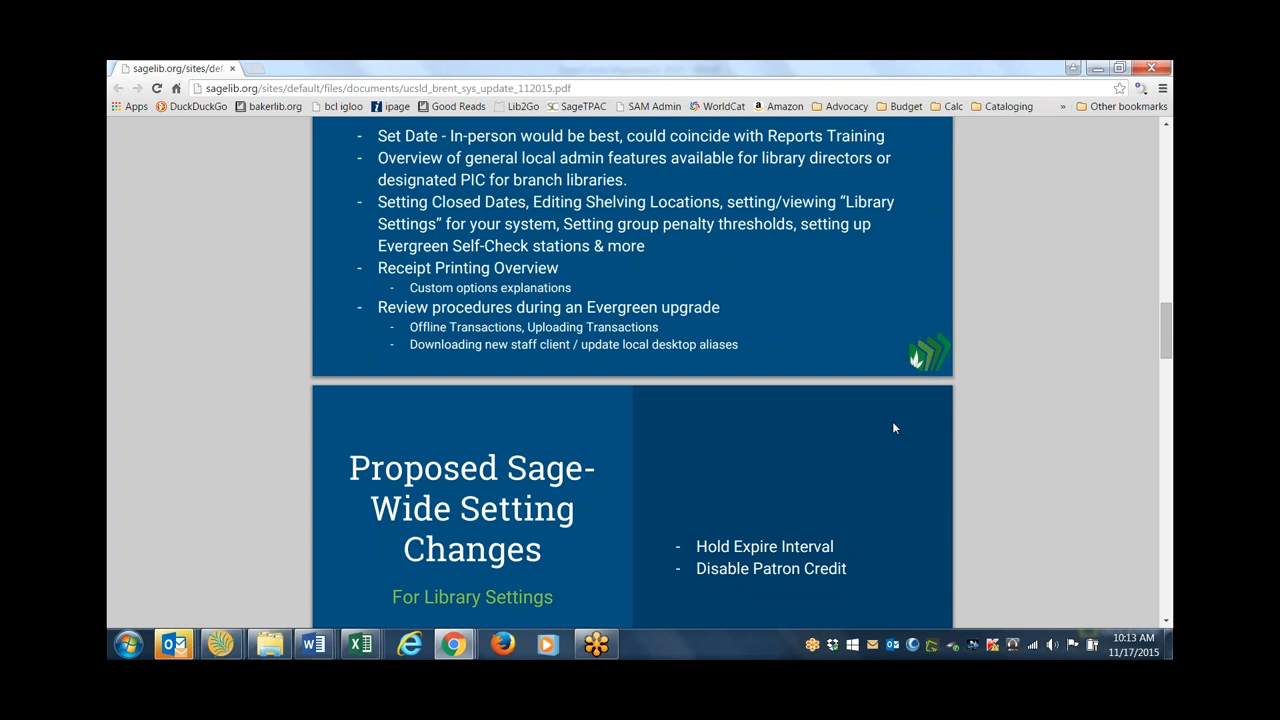 sagelib.org/sites/def
sagelib.org/sites/default/files/documents/ucsld_brent_sys_update_112015.pdf
Apps DuckDuckGo bakerlib.org bcl igloo ipage Good Reads Lib2Go SageTPAC SAM Admin WorldCat Amazon Advocacy Budget Calc Cataloging » Other bookmarks
- Set Date - In-person would be best, could coincide with Reports Training
- Overview of general local admin features available for library directors or
designated PIC for branch libraries.
- Setting Closed Dates, Editing Shelving Locations, setting/viewing “Library
Settings” for your system, Setting group penalty thresholds, setting up
Evergreen Self-Check stations & more
- Receipt Printing Overview
- Custom options explanations
- Review procedures during an Evergreen upgrade
- Offline Transactions, Uploading Transactions
- Downloading new staff client / update local desktop aliases
Proposed Sage-
Wide Setting
Changes
For Library Settings
- Hold Expire Interval
- Disable Patron Credit
10:13 AM
11/17/2015